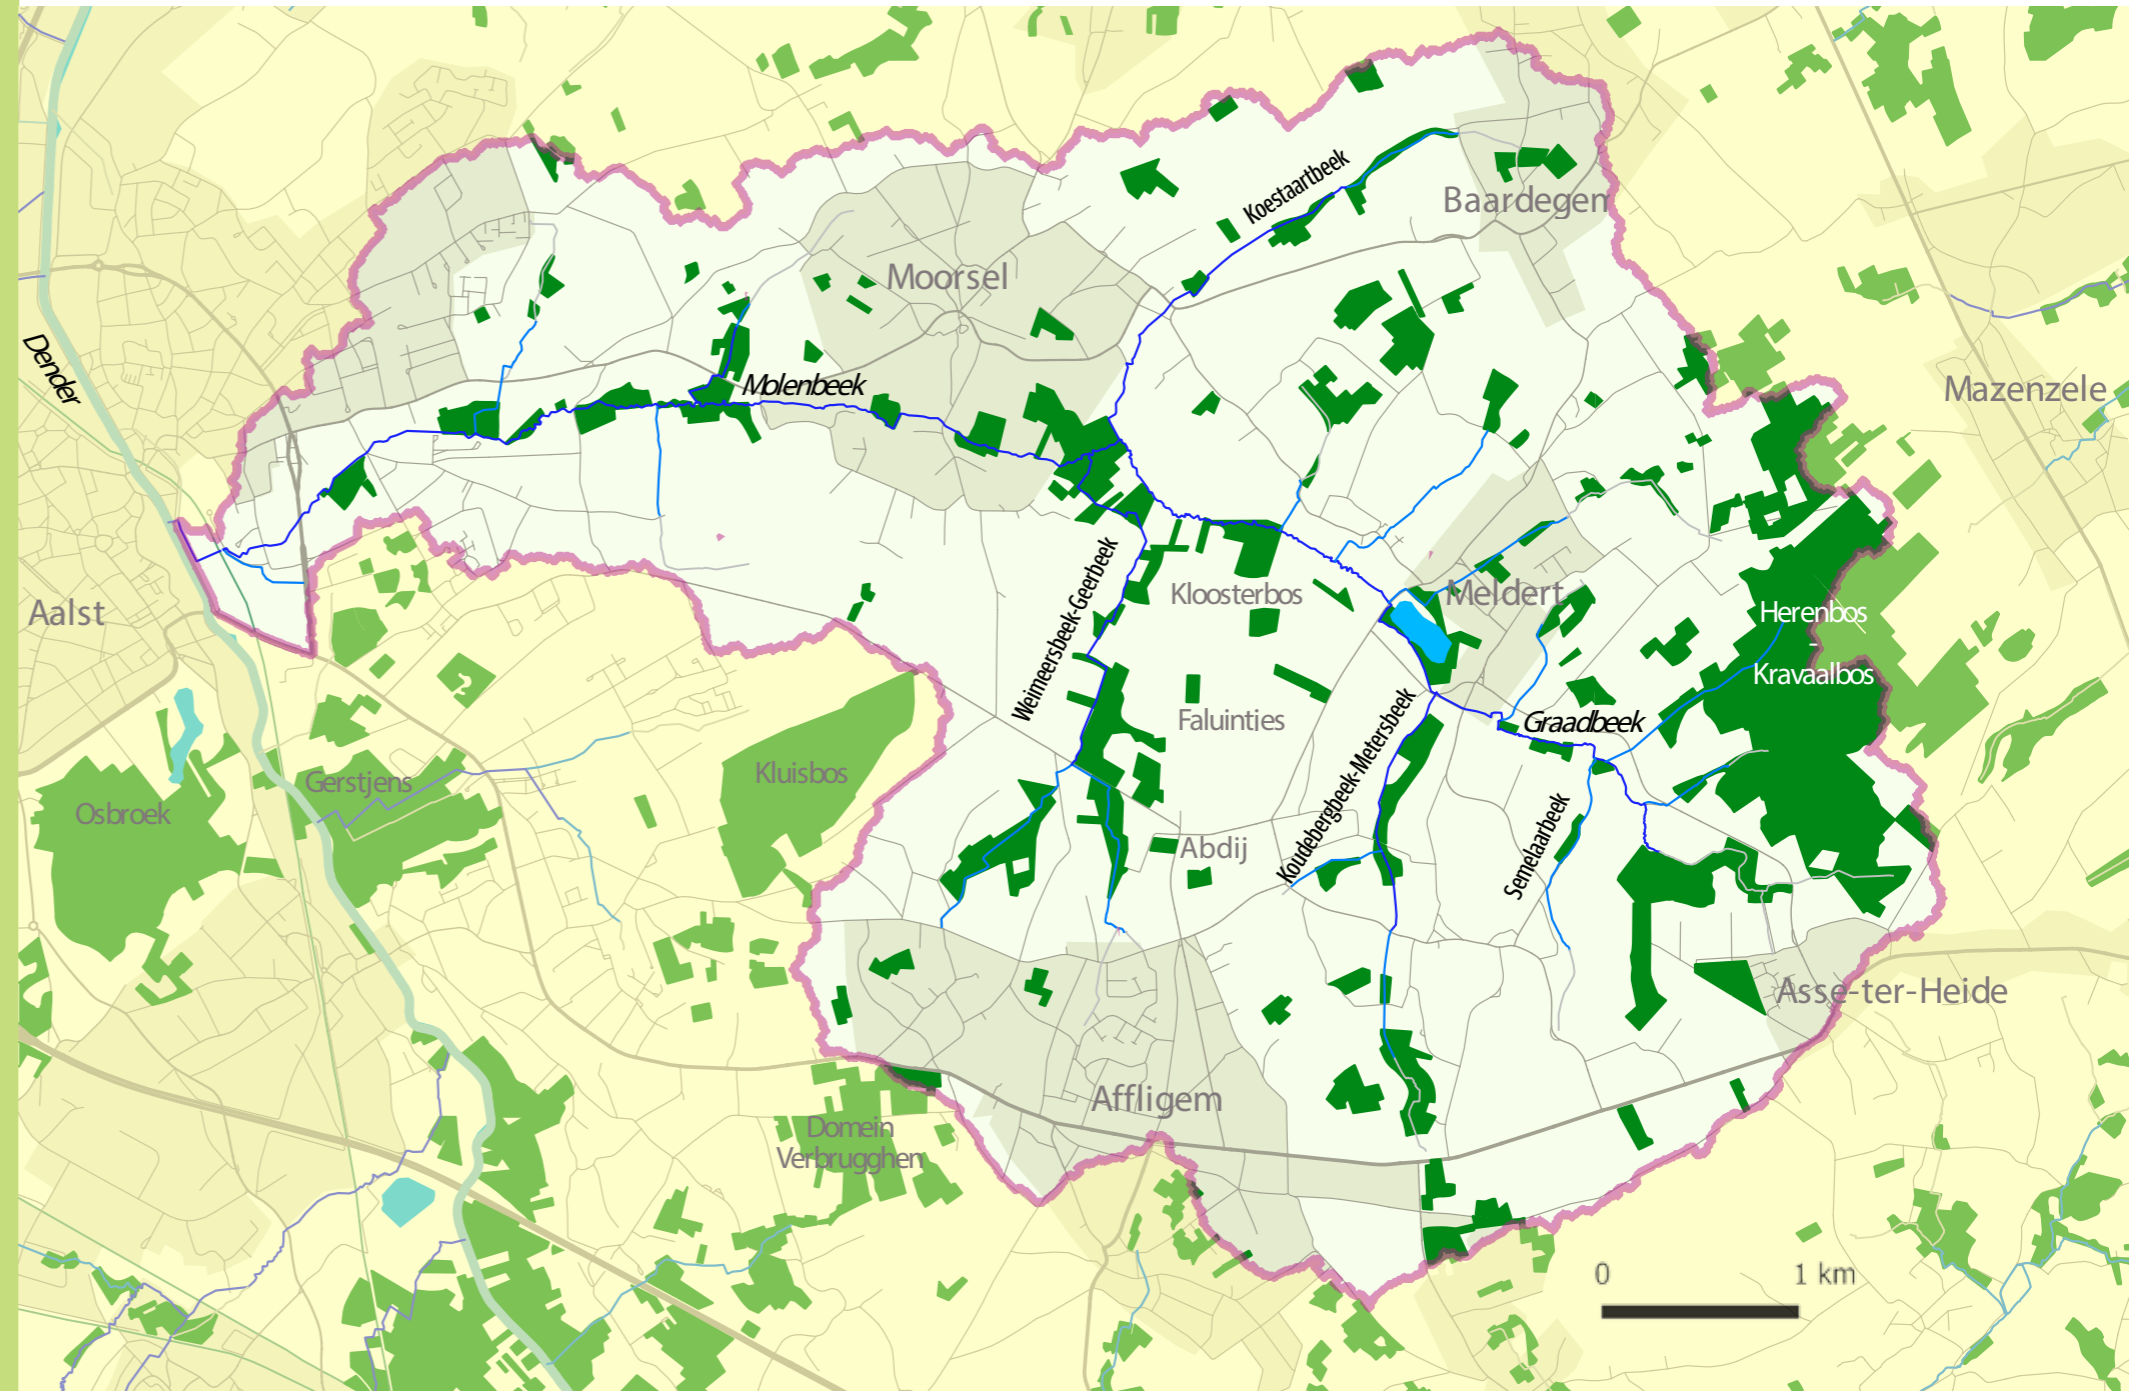 Koestaartbeek
Baardegem
Moorsel
Dender
Molenbeek
Mazenzele
Weimeersbeek-Geerbeek
Kloosterbos
Meldert
Aalst
Herenbos
-
Kravaalbos
Faluinties
Graadbeek
Koudebergbeek-Metersbeek
Kluisbos
Gerstjens
Osbroek
Semelaarbeek
Abdij
Asse-ter-Heide
Affligem
Domein
Verbrugghen
0 1 km